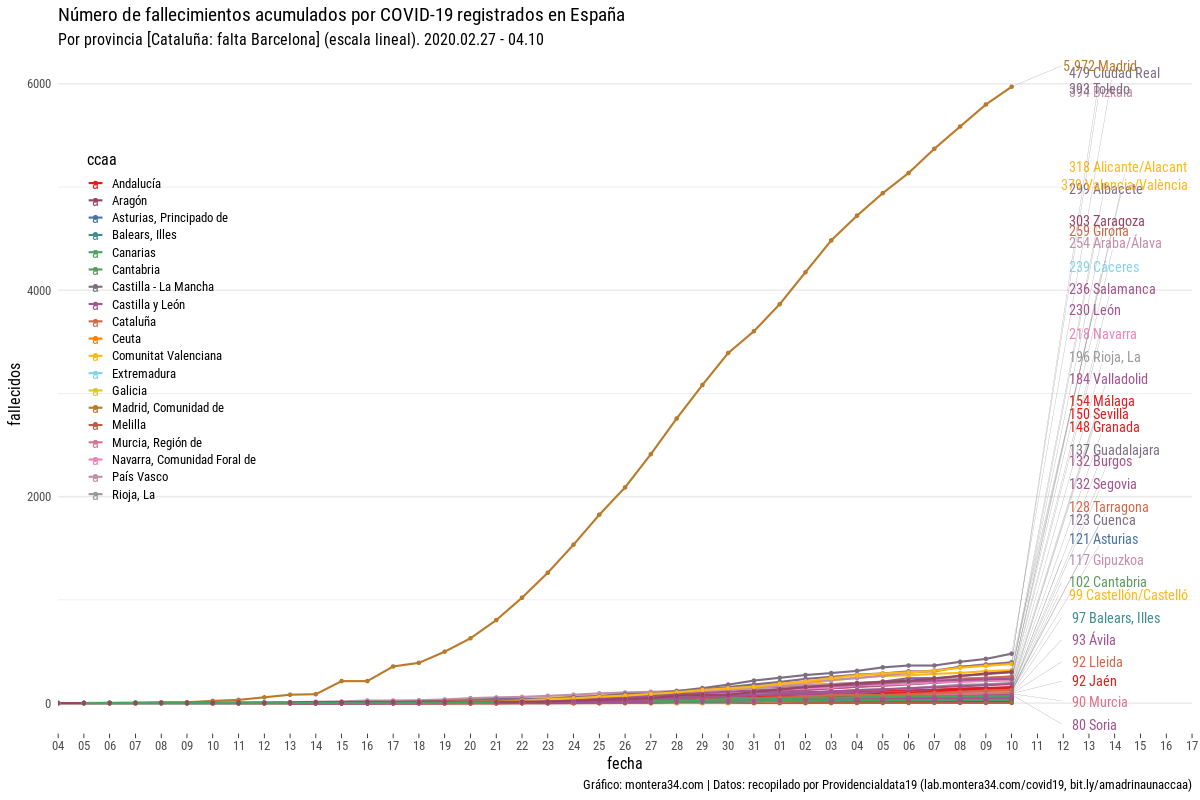 Número de fallecimientos acumulados por COVID-19 registrados en España
Por provincia [Cataluña: falta Barcelona] (escala lineal). 2020.02.27 - 04.10
fallecidos
6000
4000
2000
0
ccaa
Andalucía
Aragón
Asturias, Principado de
Balears, Illes
Canarias
Cantabria
Castilla - La Mancha
Castilla y León
Cataluña
Ceuta
Comunitat Valenciana
Extremadura
Galicia
Madrid, Comunidad de
Melilla
Murcia, Región de
Navarra, Comunidad Foral de
País Vasco
Rioja, La
5.972 Madrid
479 Ciudad Real
Toledo
Bizkaia
318 Alicante/Alacant
Valencia/València
299 Albacete
303 Zaragoza
259 Girona
254 Araba/Álava
239 Cáceres
236 Salamanca
230 León
218 Navarra
196 Rioja, La
184 Valladolid
154 Málaga
150 Sevilla
148 Granada
137 Guadalajara
132 Burgos
132 Segovia
128 Tarragona
123 Cuenca
121 Asturias
117 Gipuzkoa
102 Cantabria
99 Castellón/Castelló
97 Balears, Illes
93 Ávila
92 Lleida
92 Jaén
90 Murcia
80 Soria
04 05 06 07 08 09 10 11 12 13 14 15 16 17 18 19 20 21 22 23 24 25 26 27 28 29 30 31 01 02 03 04 05 06 07 08 09 10 11 12 13 14 15 16 17
fecha
Gráfico: montera34.com | Datos: recopilado por Providencialdata19 (lab.montera34.com/covid19, bit.ly/amadrinaunaccaa)